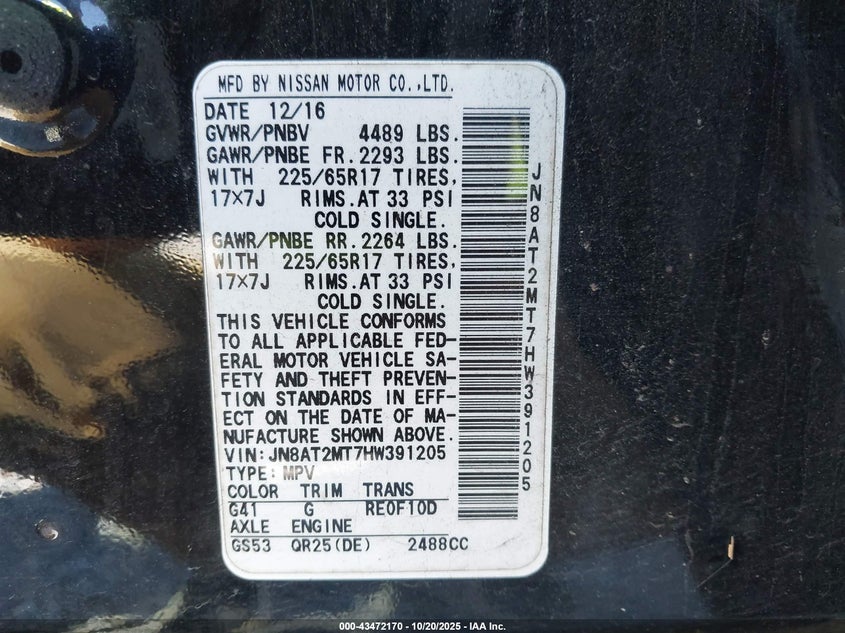 MFD BY NISSAN MOTOR CO.,LTD.
DATE 12/16
GVWR/PNBV 4489 LBS.
GAWR/PNBE FR.2293 LBS.
WITH 225/65R17 TIRES,
17×7J RIMS.AT 33 PSI
COLD SINGLE.
GAWR/PNBE RR.2264 LBS.
WITH 225/65R17 TIRES,
17×7J RIMS.AT 33 PSI
COLD SINGLE.
THIS VEHICLE CONFORMS
TO ALL APPLICABLE FED-
ERAL MOTOR VEHICLE SA-
FETY AND THEFT PREVEN-
TION STANDARDS IN EFF-
ECT ON THE DATE OF MA-
NUFACTURE SHOWN ABOVE.
VIN:JN8AT2MT7HW391205
TYPE:MPV
COLOR TRIM TRANS
G41 G RE0F10D
AXLE ENGINE
GS53 QR25(DE) 2488CC
JN8AT2MT7HW391205
000-43472170 - 10/20/2025 - IAA Inc.